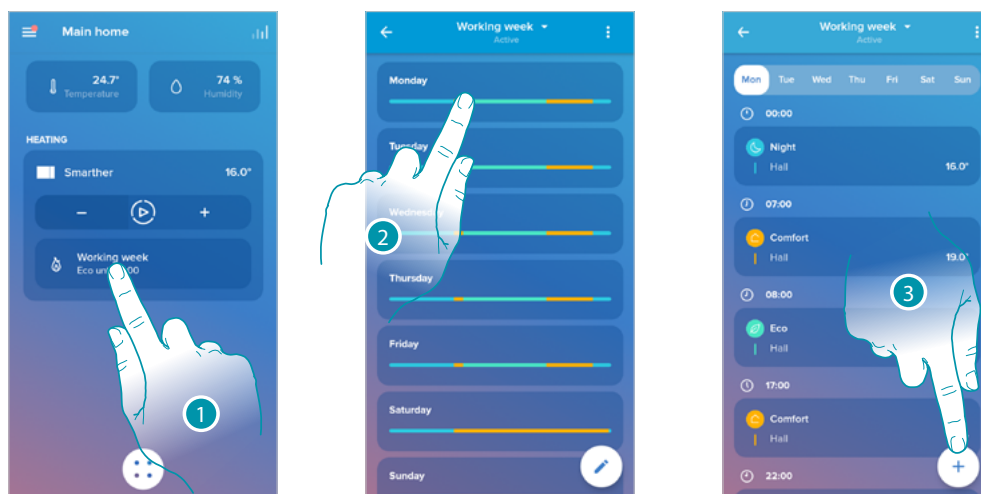 Main home
24.7°
Temperature
74 %
Humidity
HEATING
Smarther
16.0°
− +
Working week
Eco
1
Working week
Active
Monday
Tuesday
Wednesday
Thursday
Friday
Saturday
Sunday
2
Working week
Active
Mon Tue Wed Thu Fri Sat Sun
00:00
Night
Hall
16.0°
07:00
Comfort
Hall
19.0°
08:00
Eco
Hall
17:00
Comfort
Hall
22:00
3
+